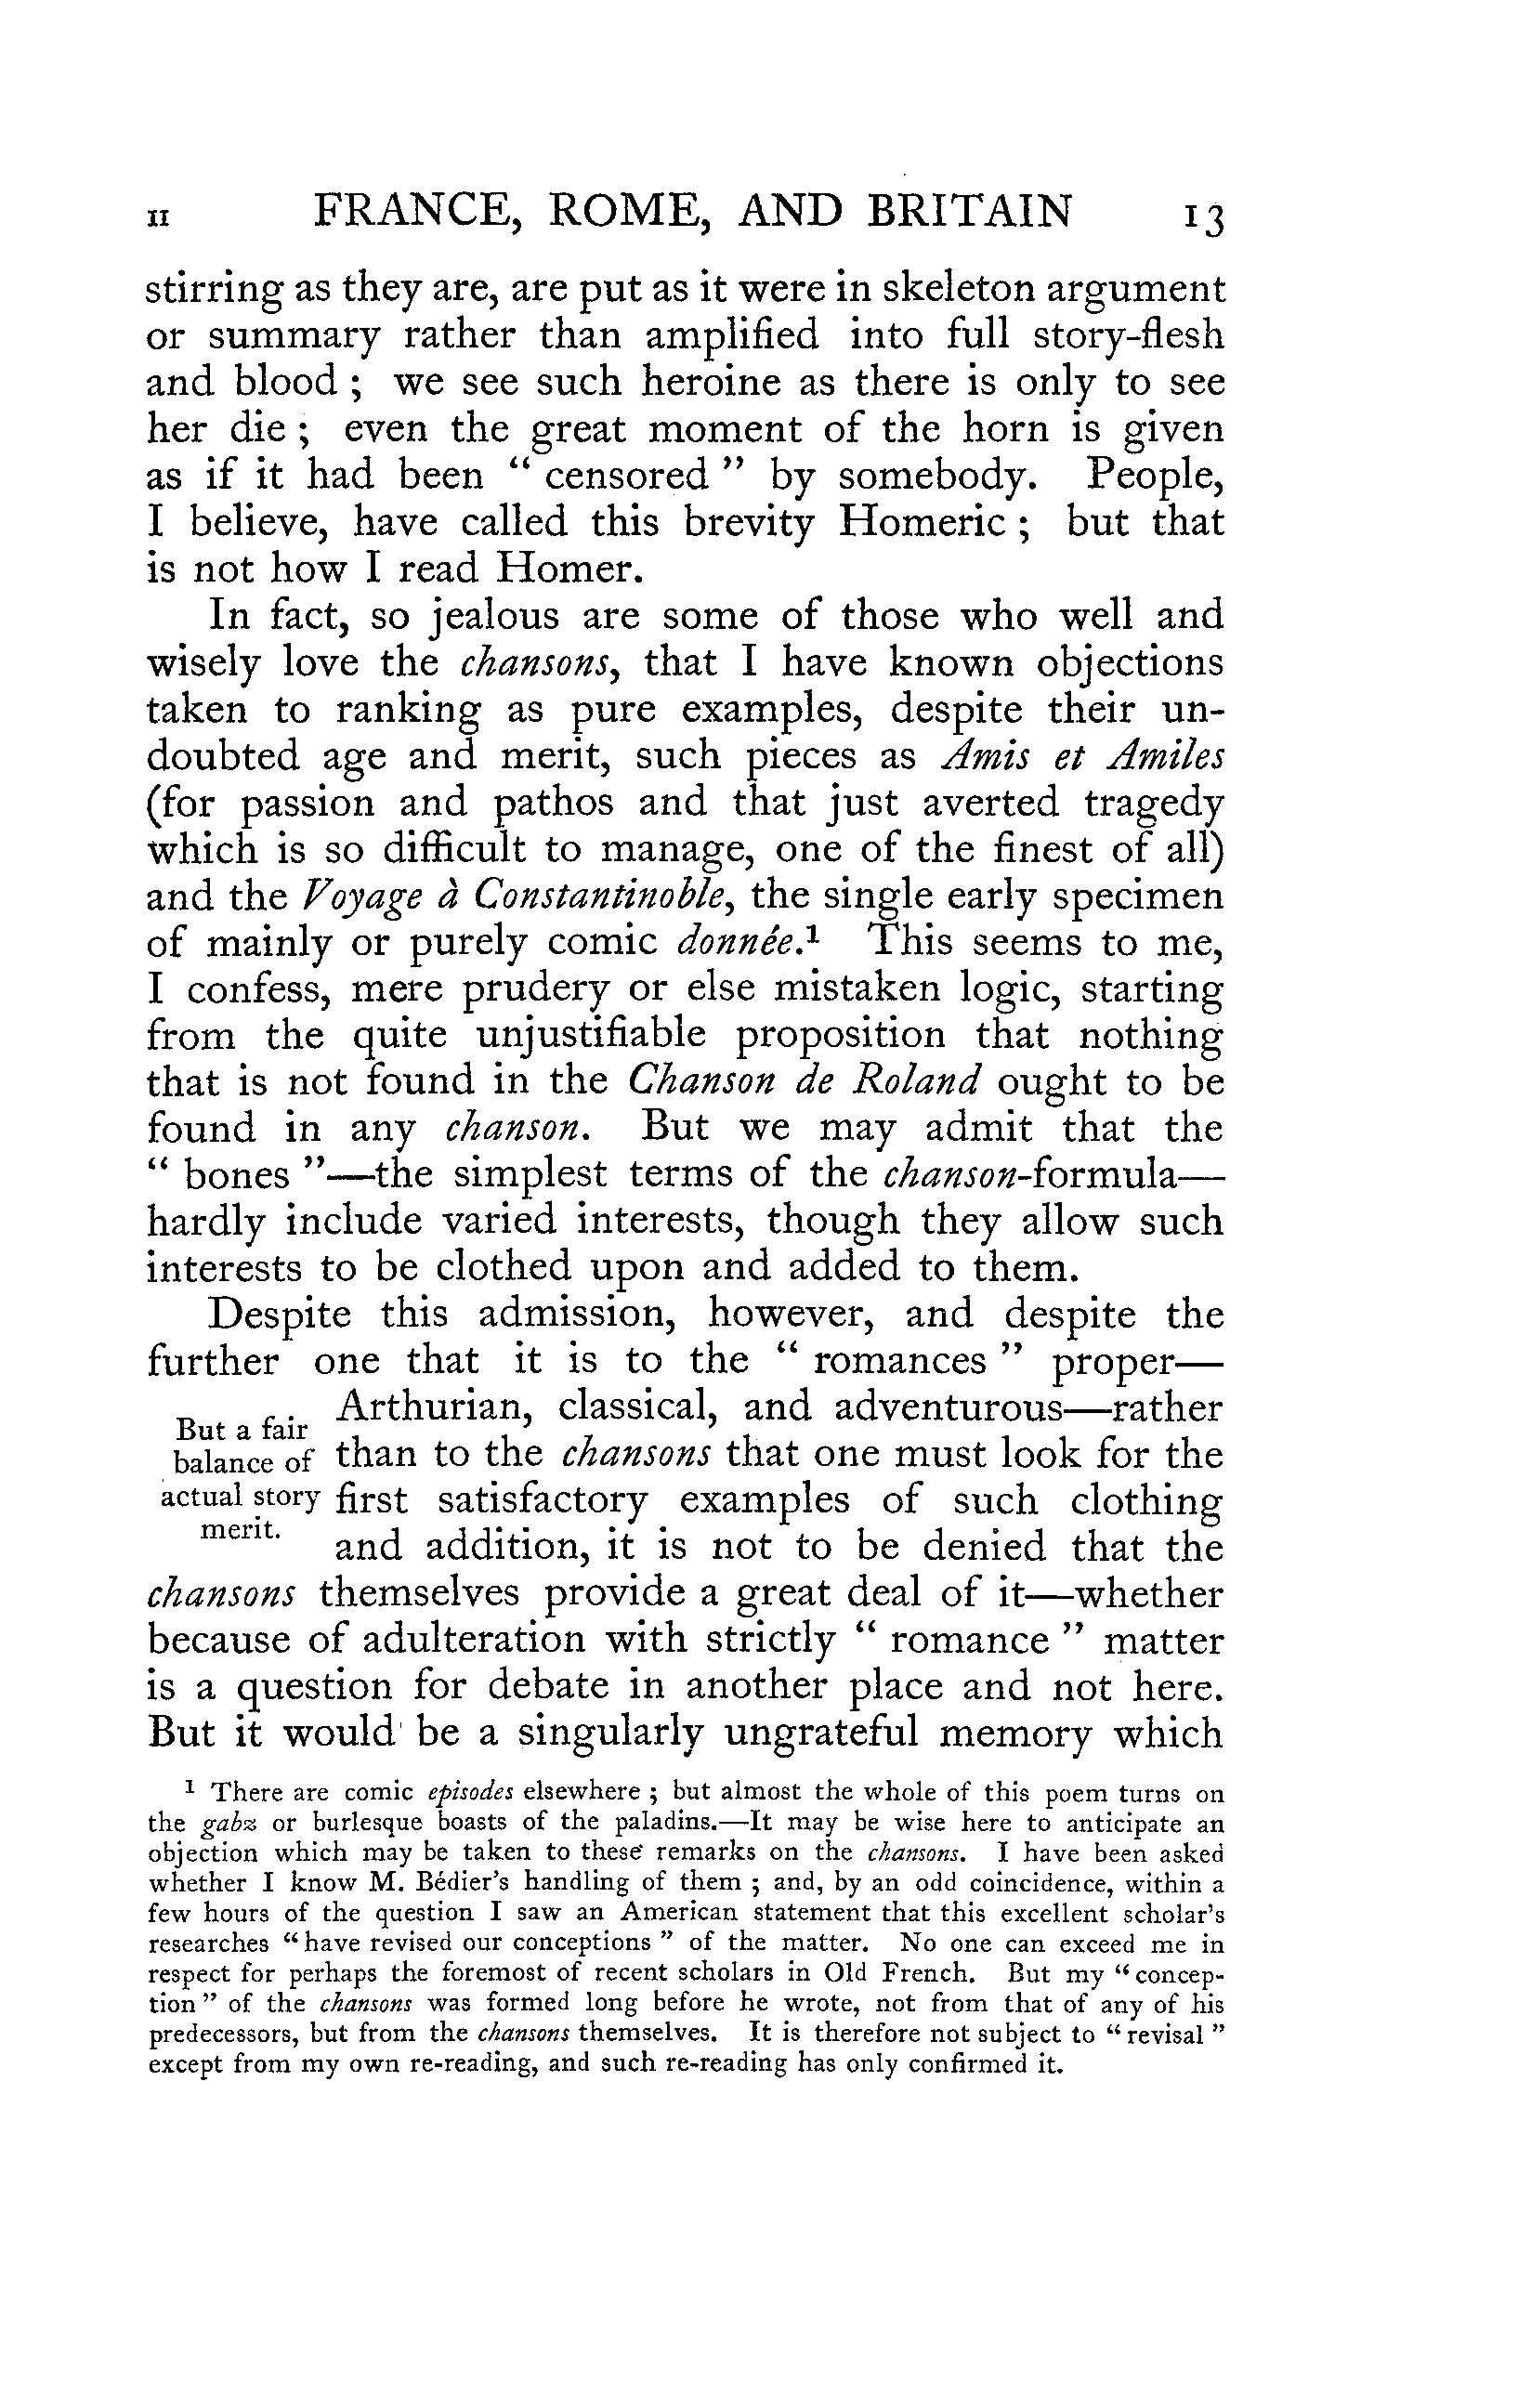 II FRANCE, ROME, AND BRITAIN 13
stirring as they are, are put as it were in skeleton argument
or summary rather than amplified into full story-flesh
and blood ; we see such heroine as there is only to see
her die ; even the great moment of the horn is given
as if it had been “ censored ” by somebody. People,
I believe, have called this brevity Homeric ; but that
is not how I read Homer.
In fact, so jealous are some of those who well and
wisely love the chansons, that I have known objections
taken to ranking as pure examples, despite their un-
doubted age and merit, such pieces as Amis et Amiles
(for passion and pathos and that just averted tragedy
which is so difficult to manage, one of the finest of all)
and the Voyage à Constantinoble, the single early specimen
of mainly or purely comic donnée.¹ This seems to me,
I confess, mere prudery or else mistaken logic, starting
from the quite unjustifiable proposition that nothing
that is not found in the Chanson de Roland ought to be
found in any chanson. But we may admit that the
“ bones ”—the simplest terms of the chanson-formula—
hardly include varied interests, though they allow such
interests to be clothed upon and added to them.
Despite this admission, however, and despite the
further one that it is to the “ romances ” proper—
Arthurian, classical, and adventurous—rather
than to the chansons that one must look for the
first satisfactory examples of such clothing
and addition, it is not to be denied that the
But a fair
balance of
actual story
merit.
chansons themselves provide a great deal of it—whether
because of adulteration with strictly “ romance ” matter
is a question for debate in another place and not here.
But it would be a singularly ungrateful memory which
¹ There are comic episodes elsewhere ; but almost the whole of this poem turns on
the gabz or burlesque boasts of the paladins.—It may be wise here to anticipate an
objection which may be taken to these remarks on the chansons. I have been asked
whether I know M. Bédier’s handling of them ; and, by an odd coincidence, within a
few hours of the question I saw an American statement that this excellent scholar’s
researches “have revised our conceptions ” of the matter. No one can exceed me in
respect for perhaps the foremost of recent scholars in Old French. But my “concep-
tion” of the chansons was formed long before he wrote, not from that of any of his
predecessors, but from the chansons themselves. It is therefore not subject to “revisal”
except from my own re-reading, and such re-reading has only confirmed it.